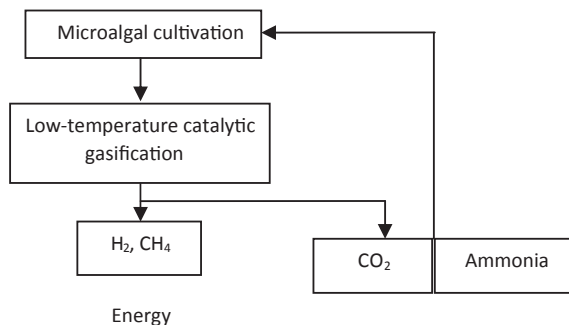 Microalgal cultivation
Low-temperature catalytic
gasification
H₂, CH₄
CO₂
Ammonia
Energy